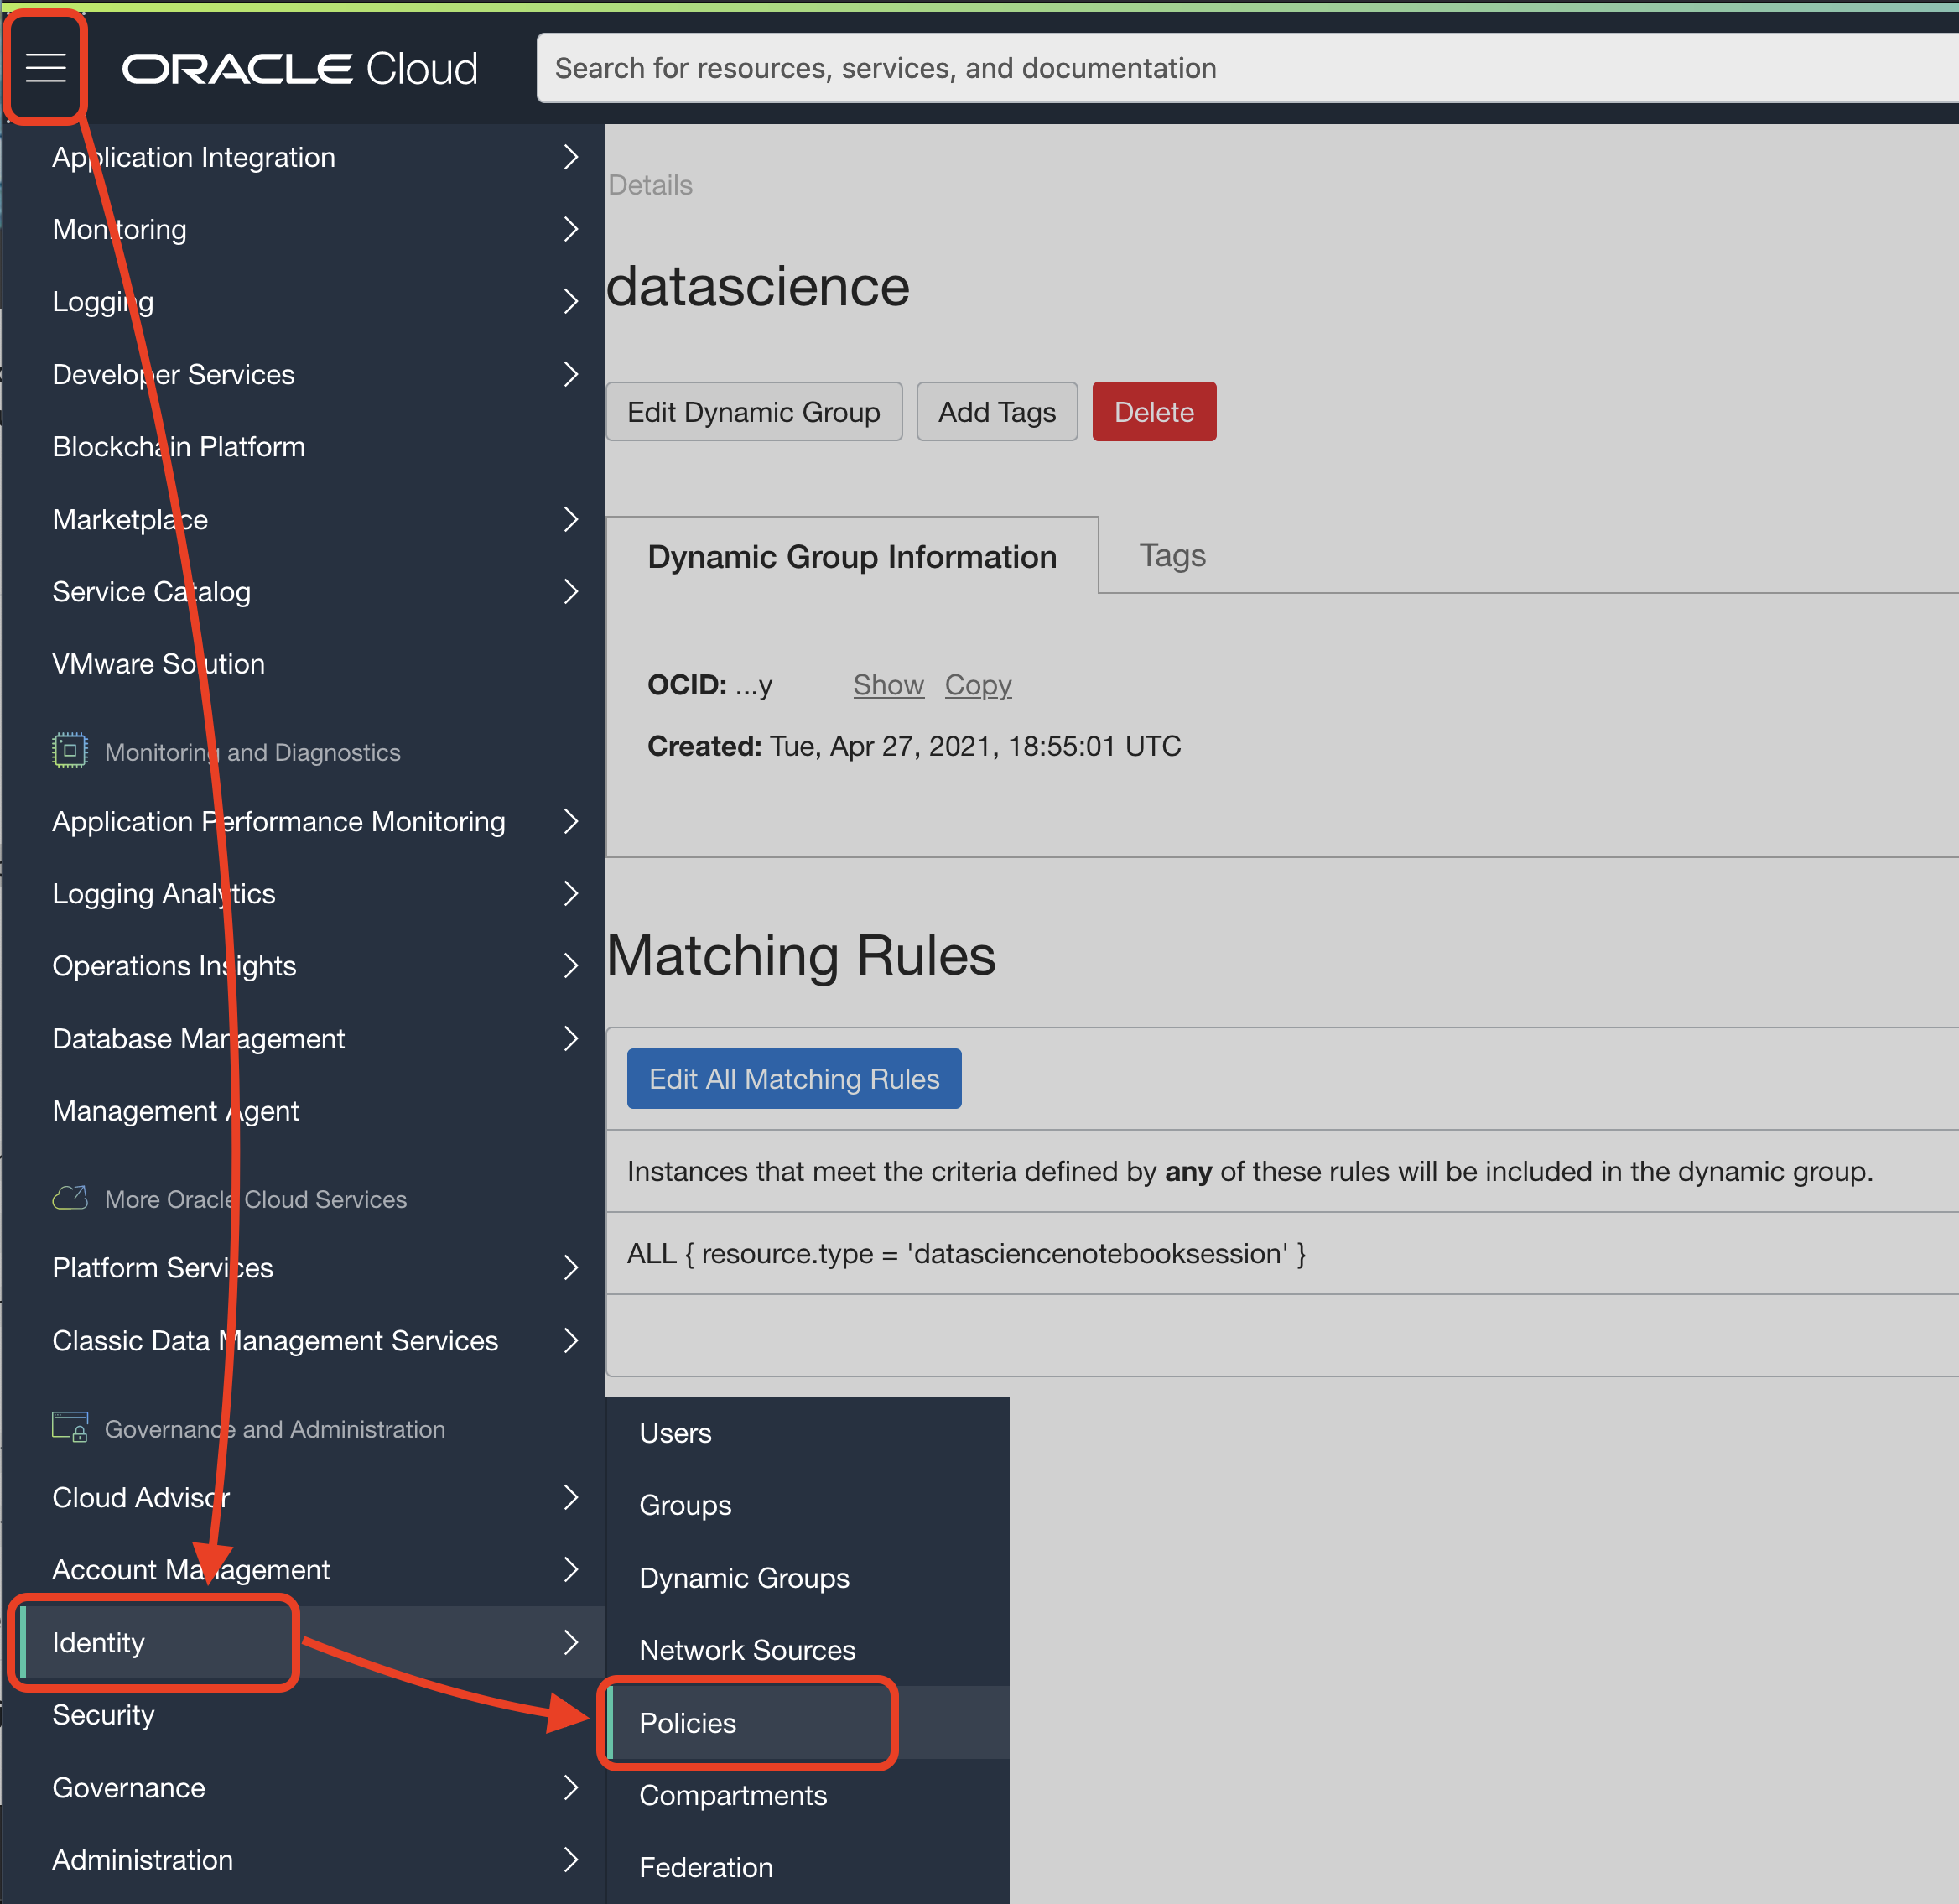 ORACLE Cloud
Search for resources, services, and documentation
Application Integration
Monitoring
Logging
Developer Services
Blockchain Platform
Marketplace
Service Catalog
VMware Solution
Monitoring and Diagnostics
Application Performance Monitoring
Logging Analytics
Operations Insights
Database Management
Management Agent
More Oracle Cloud Services
Platform Services
Classic Data Management Services
Governance and Administration
Cloud Advisor
Account Management
Identity
Security
Governance
Administration
Details
datascience
Edit Dynamic Group
Add Tags
Delete
Dynamic Group Information
Tags
OCID: ...y Show Copy
Created: Tue, Apr 27, 2021, 18:55:01 UTC
Matching Rules
Edit All Matching Rules
Instances that meet the criteria defined by any of these rules will be included in the dynamic group.
ALL { resource.type = 'datasciencenotebooksession' }
Users
Groups
Dynamic Groups
Network Sources
Policies
Compartments
Federation